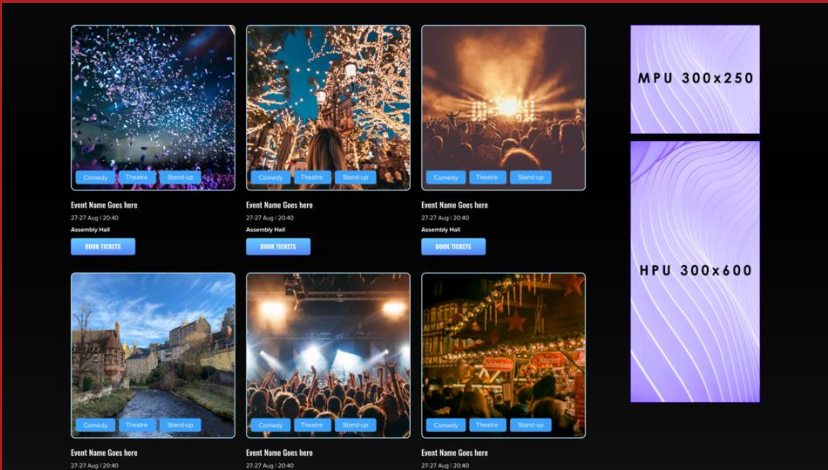 Comedy Theatre Stand-up
Event Name Goes here
27-27 Aug | 20:40
Assembly Hall
BOOK TICKETS
Comedy Theatre Stand-up
Event Name Goes here
27-27 Aug | 20:40
Assembly Hall
BOOK TICKETS
Comedy Theatre Stand-up
Event Name Goes here
27-27 Aug | 20:40
Assembly Hall
BOOK TICKETS
Comedy Theatre Stand-up
Event Name Goes here
27-27 Aug | 20:40
Comedy Theatre Stand-up
Event Name Goes here
27-27 Aug | 20:40
Comedy Theatre Stand-up
Event Name Goes here
27-27 Aug | 20:40
MPU 300x250
HPU 300x600